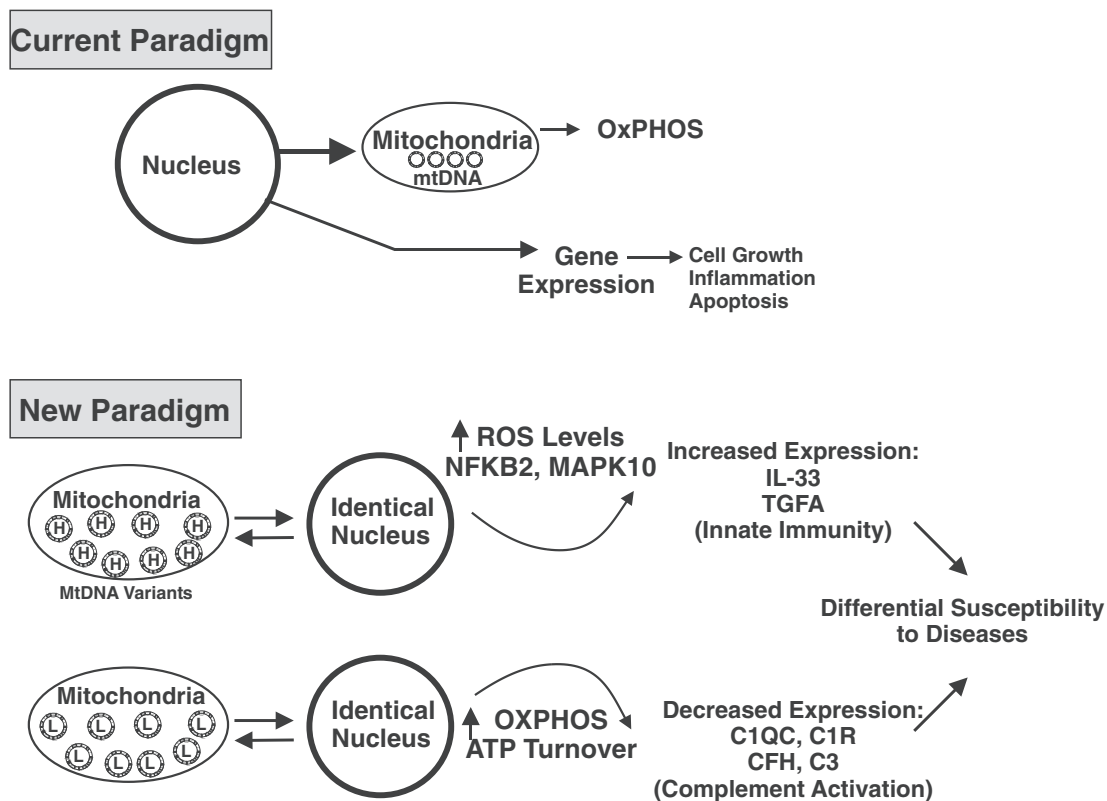 Current Paradigm
Nucleus
Mitochondria
mtDNA
OxPHOS
Gene
Expression
Cell Growth
Inflammation
Apoptosis
New Paradigm
Mitochondria
H H H H
H H H H
MtDNA Variants
Identical
Nucleus
ROS Levels
NFKB2, MAPK10
Increased Expression:
IL-33
TGFA
(Innate Immunity)
Differential Susceptibility
to Diseases
Mitochondria
L L L L
L L L L
Identical
Nucleus
OXPHOS
ATP Turnover
Decreased Expression:
C1QC, C1R
CFH, C3
(Complement Activation)